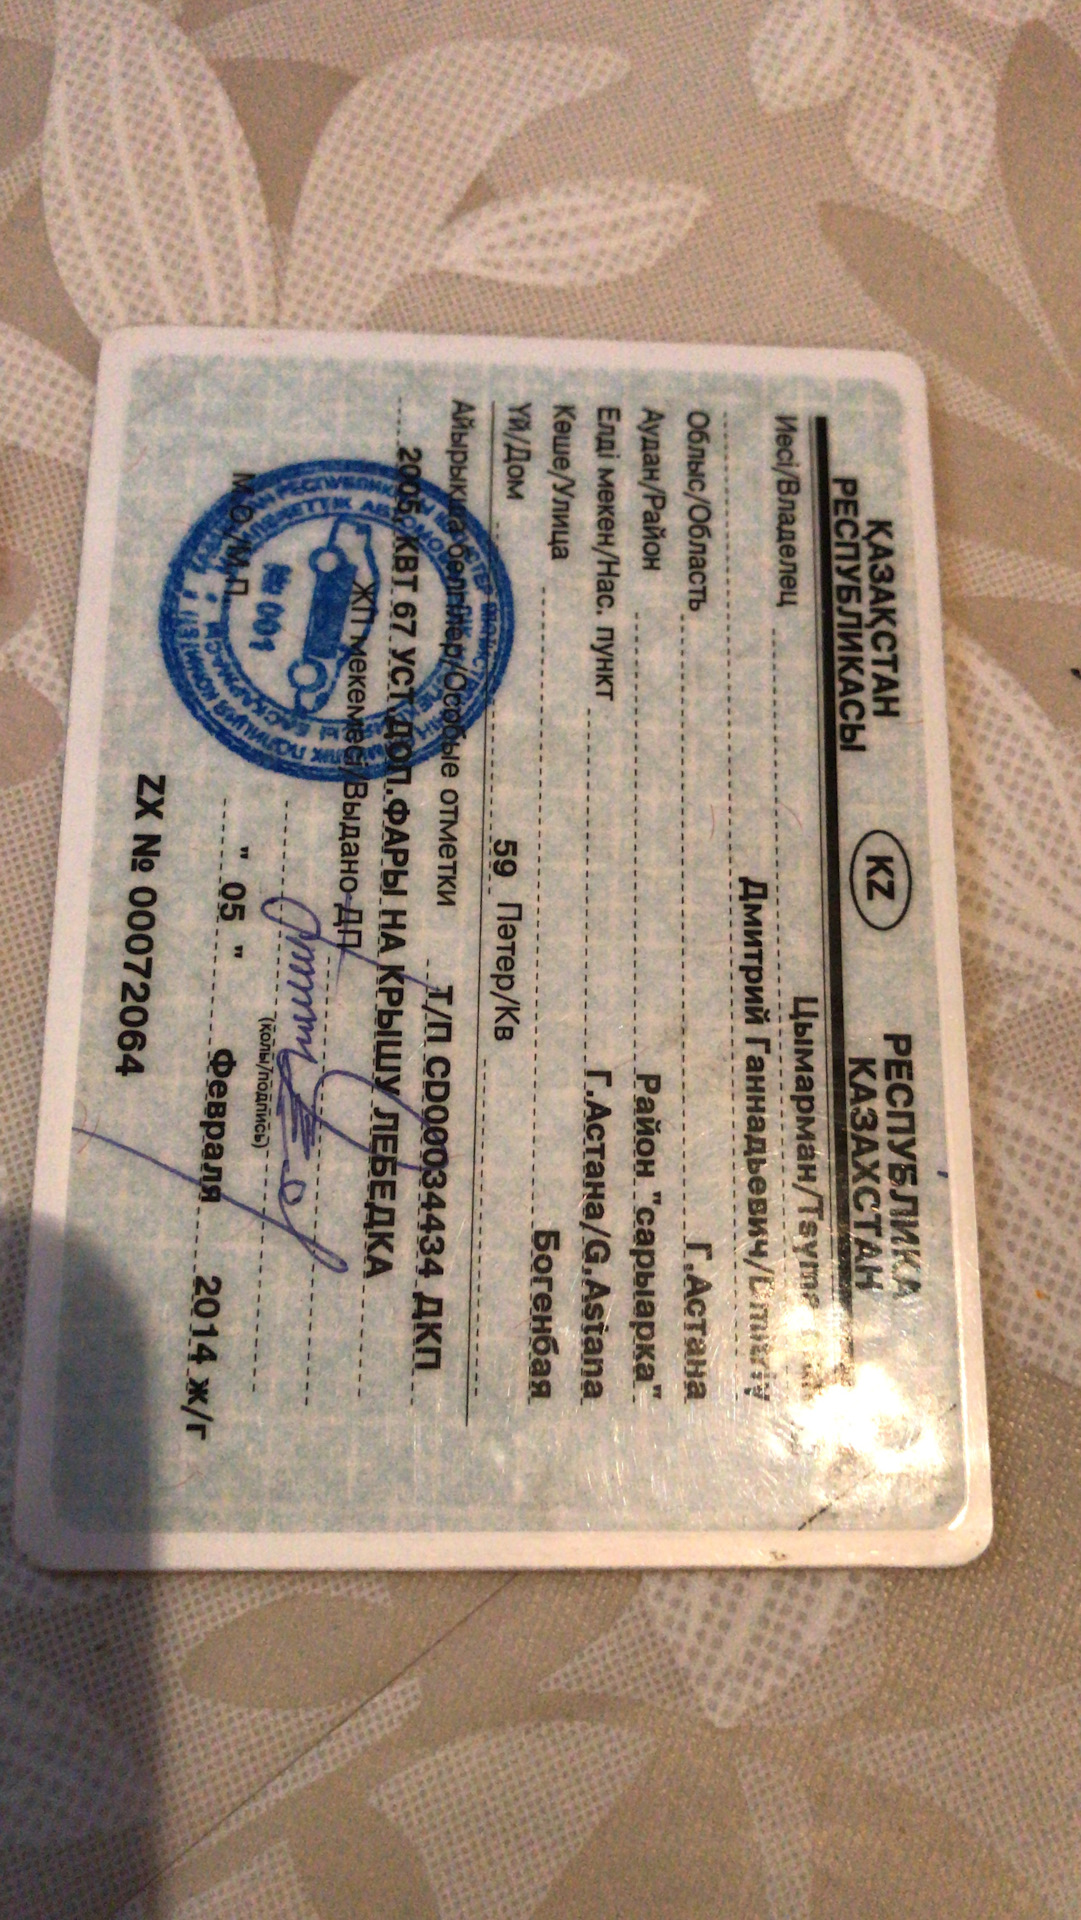 ҚАЗАҚСТАН РЕСПУБЛИКАСЫ
KZ
РЕСПУБЛИКА КАЗАХСТАН
Иесі/Владелец Цымарман/
Дмитрий Ганнадьевич/
Облыс/Область Г.Астана
Аудан/Район Район "сарыарка"
Елді мекен/Нас. пункт Г.Астана/G.Astana
Көше/Улица Богенбая
Үй/Дом 59 Пәтер/Кв
Айырықша белгілер/Особые отметки Т/П CD00034434 ДКП
2005, КВТ 67 УСТ ДОП.ФАРЫ НА КРЫШУ ЛЕБЕДКА
ЖП мекемесі/Выдано ДП
(қолы/подпись)
М.О./М.П.
№ 001
" 05 " Февраля 2014 ж/г
ZX № 00072064